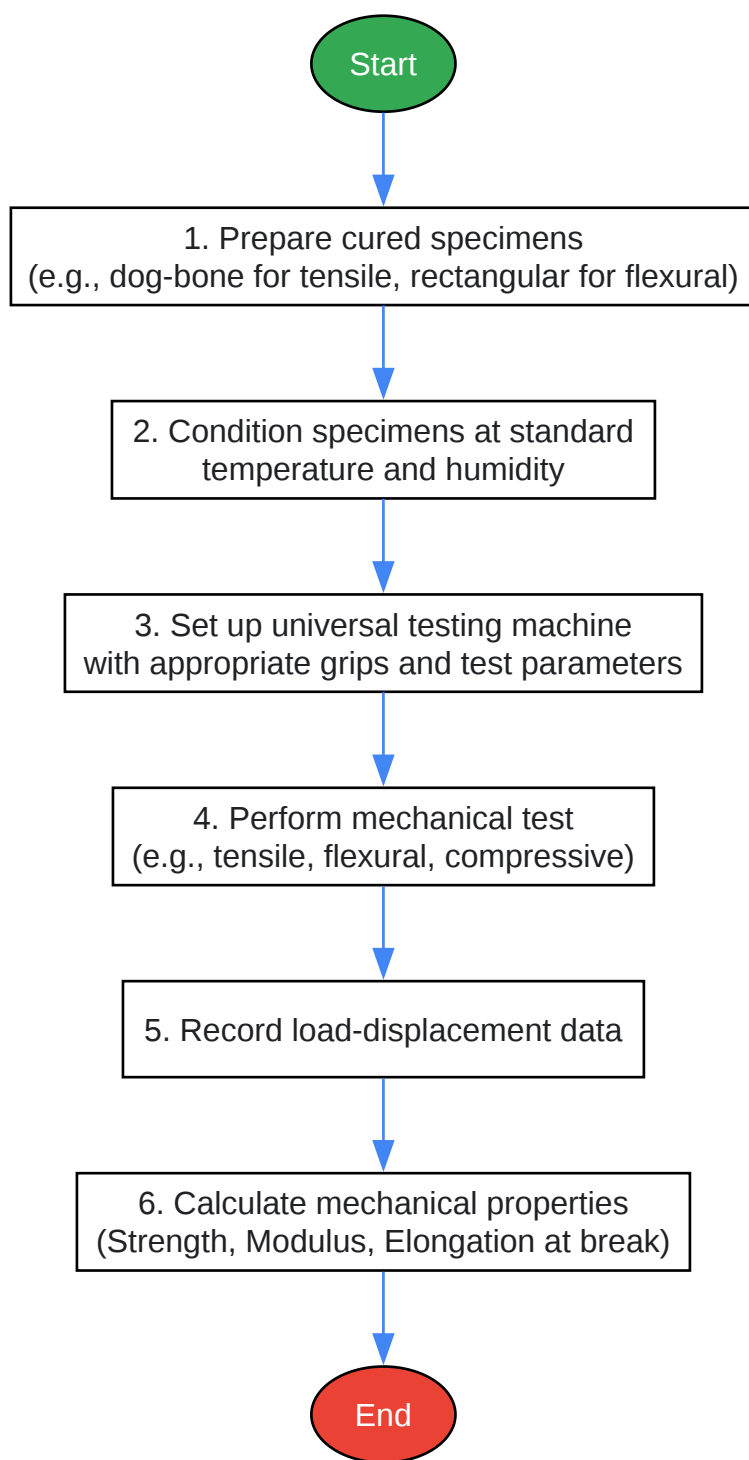 Start
1. Prepare cured specimens
(e.g., dog-bone for tensile, rectangular for flexural)
2. Condition specimens at standard
temperature and humidity
3. Set up universal testing machine
with appropriate grips and test parameters
4. Perform mechanical test
(e.g., tensile, flexural, compressive)
5. Record load-displacement data
6. Calculate mechanical properties
(Strength, Modulus, Elongation at break)
End